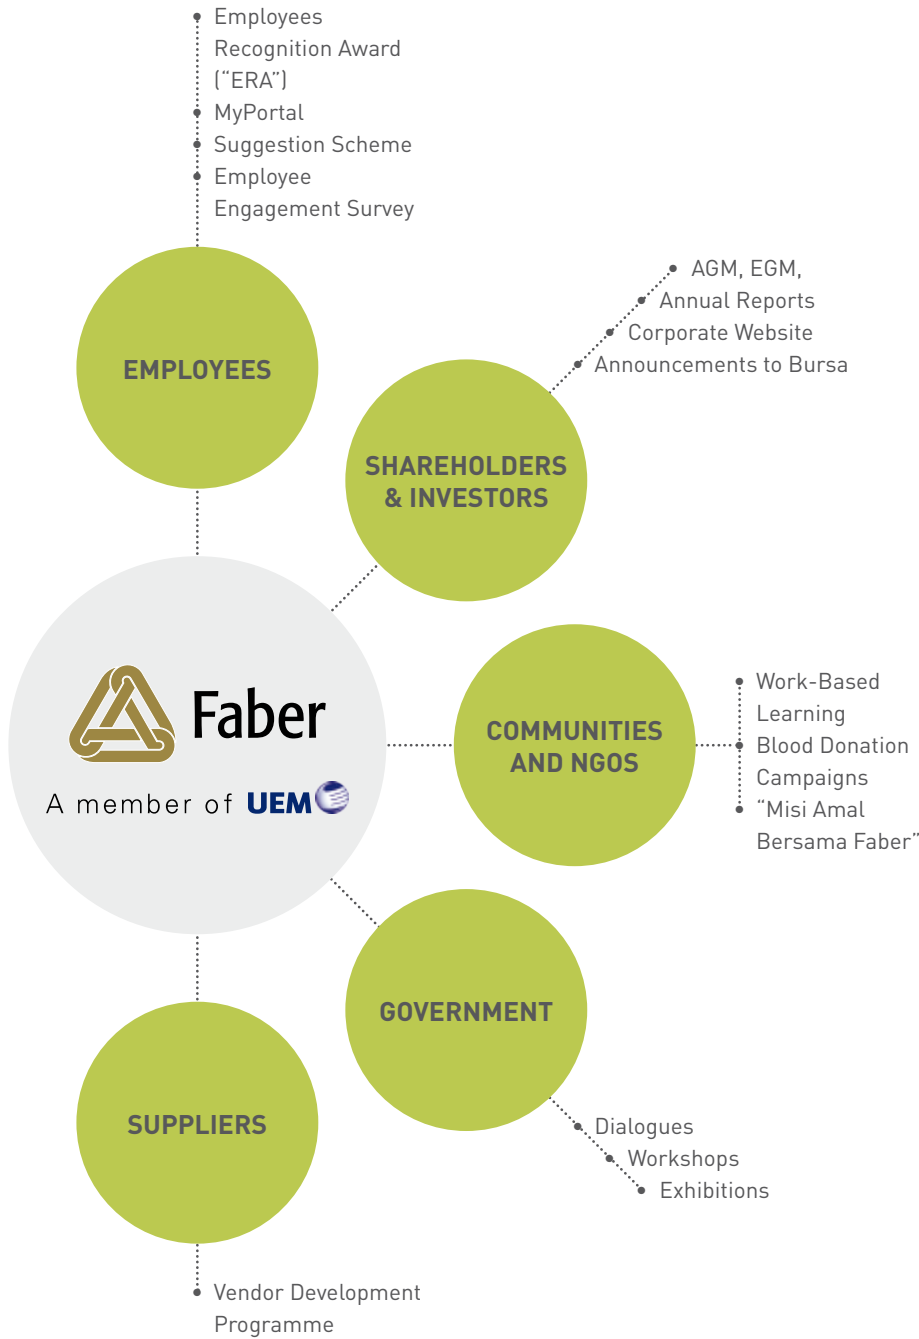 Employees
Recognition Award
(“ERA”)
MyPortal
Suggestion Scheme
Employee
Engagement Survey
EMPLOYEES
AGM, EGM,
Annual Reports
Corporate Website
Announcements to Bursa
SHAREHOLDERS
& INVESTORS
Faber
A member of UEM
COMMUNITIES
AND NGOS
Work-Based
Learning
Blood Donation
Campaigns
“Misi Amal
Bersama Faber”
GOVERNMENT
Dialogues
Workshops
Exhibitions
SUPPLIERS
Vendor Development
Programme